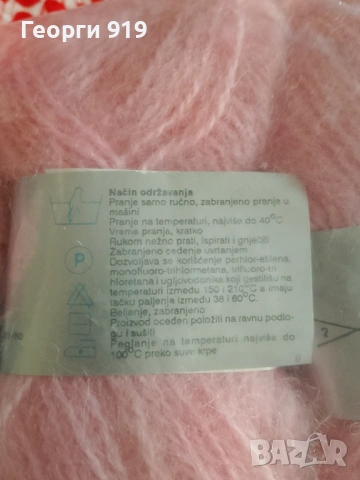 Георги 919
Način održavanja
Pranje samo ručno, zabranjeno pranje u
mašini
Pranje na temperaturi, najviše do 40°C
Vreme pranja, kratko
Rukom nežno prati, ispirati i gnječiti
Zabranjeno ceđenje uvrtanjem
Dozvoljava se korišćenje perhlor-etilena,
monofluoro-trihlormetana, trifluoro-tri
hloretana i ugljovodonika koji destilišu na
temperaturi između 150 i 210°C a imaju
tačku paljenja između 38 i 60°C.
Beljenje, zabranjeno
Proizvod oceđen položiti na ravnu podlo-
gu i sušiti
Peglanje na temperaturi najviše do
100°C preko suve krpe
P
2
BAZAR